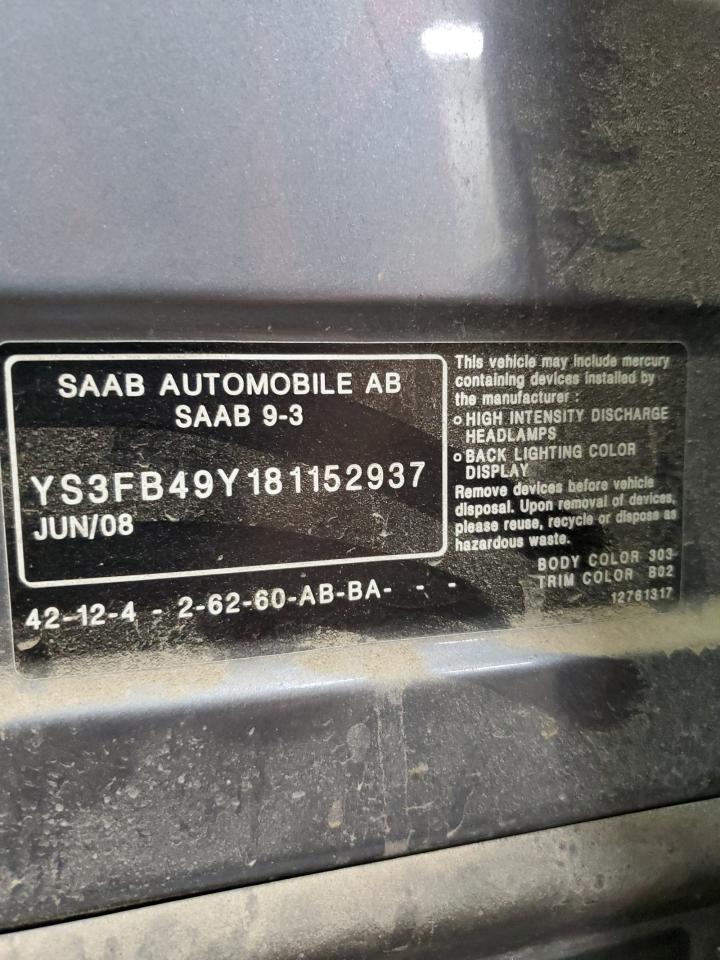 SAAB AUTOMOBILE AB
SAAB 9-3
YS3FB49Y181152937
JUN/08
42-12-4 - 2-62-60-AB-BA- - -
This vehicle may include mercury
containing devices installed by
the manufacturer :
o HIGH INTENSITY DISCHARGE
HEADLAMPS
o BACK LIGHTING COLOR
DISPLAY
Remove devices before vehicle
disposal. Upon removal of devices,
please reuse, recycle or dispose as
hazardous waste.
BODY COLOR 303
TRIM COLOR B02
12761317